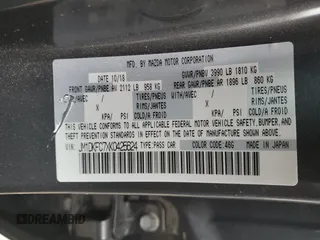 MFD. BY MAZDA MOTOR CORPORATION
DATE 10/18 GVWR/PNBV 3990 LB 1810 KG
FRONT GAWR/PNBE AV 2112 LB 958 KG REAR GAWR/PNBE AR 1898 LB 860 KG
W/AVEC TIRES/PNEUS W/AVEC TIRES/PNEUS
X RIMS/JANTES X RIMS/JANTES
KPA/ PSI COLD/A FROID KPA/ PSI COLD/A FROID
THIS VEHICLE CONFORMS TO ALL APPLICABLE FEDERAL MOTOR VEHICLE
SAFETY, BUMPER, AND THEFT PREVENTION STANDARDS IN EFFECT ON THE
DATE OF MANUFACTURE SHOWN ABOVE.
VIN: TYPE: PASS CAR COLOR: 46G MADE IN JAPAN
© DREAMBID